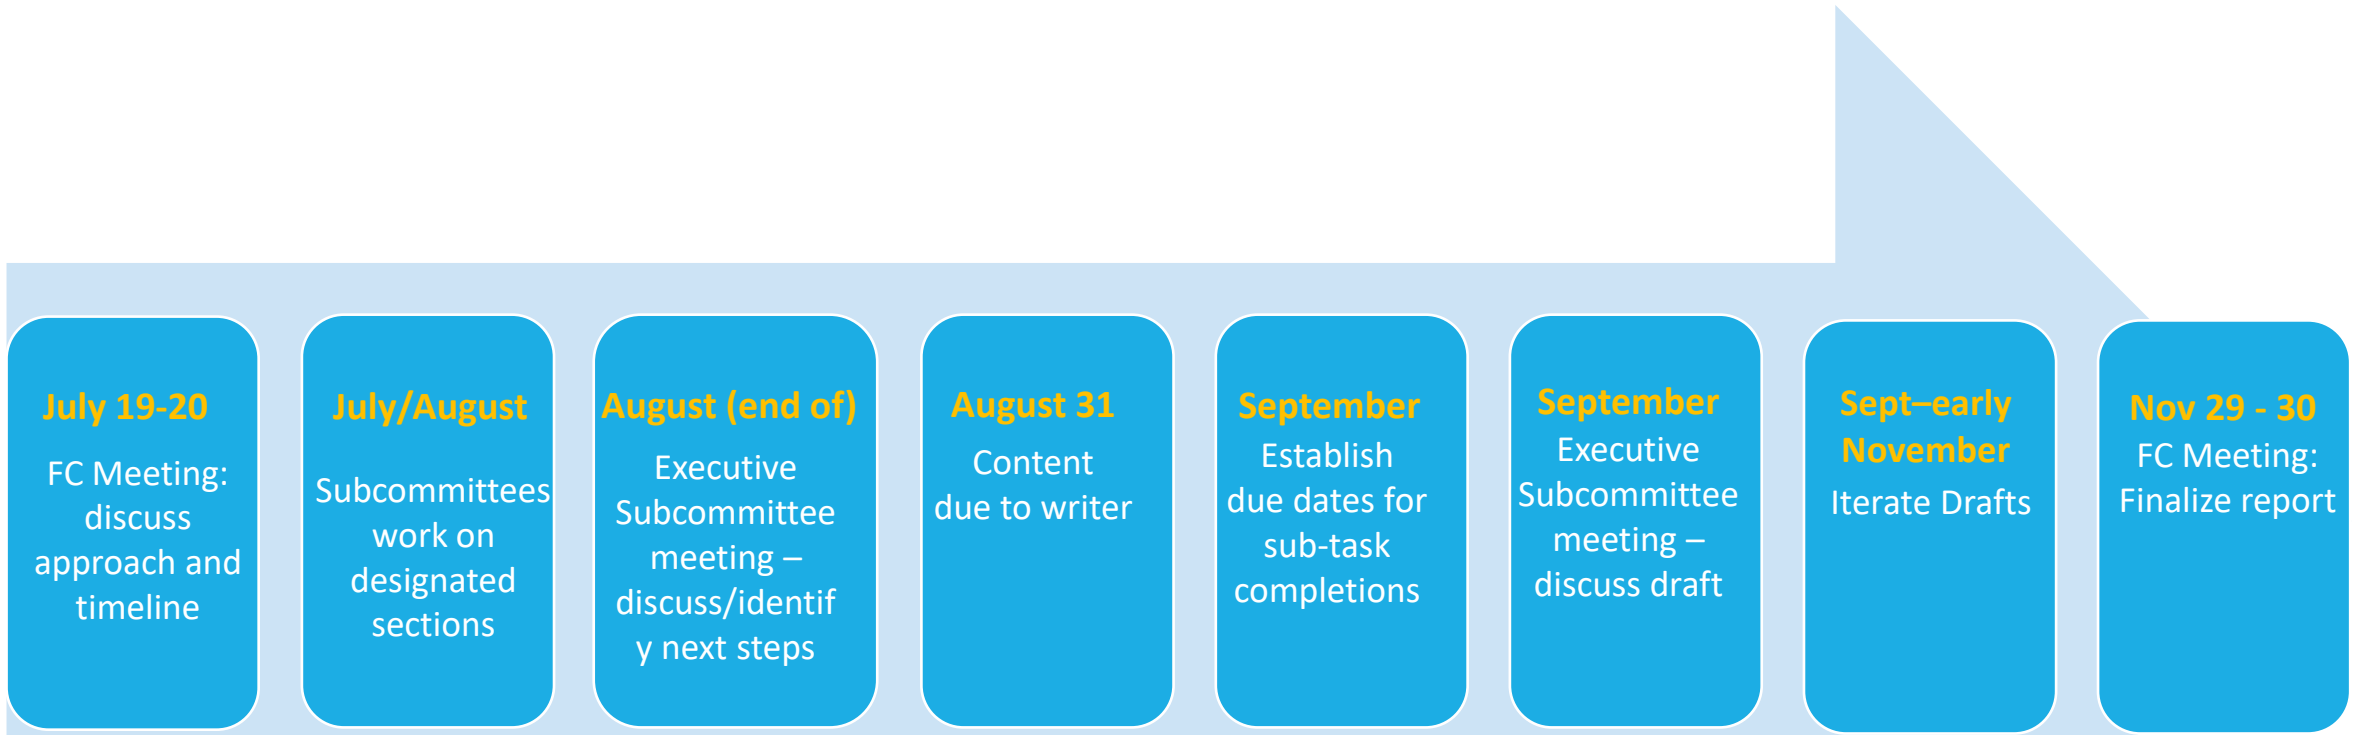 July 19-20
FC Meeting:
discuss
approach and
timeline
July/August
Subcommittees
work on
designated
sections
August (end of)
Executive
Subcommittee
meeting –
discuss/identif
y next steps
August 31
Content
due to writer
September
Establish
due dates for
sub-task
completions
September
Executive
Subcommittee
meeting –
discuss draft
Sept–early
November
Iterate Drafts
Nov 29 - 30
FC Meeting:
Finalize report